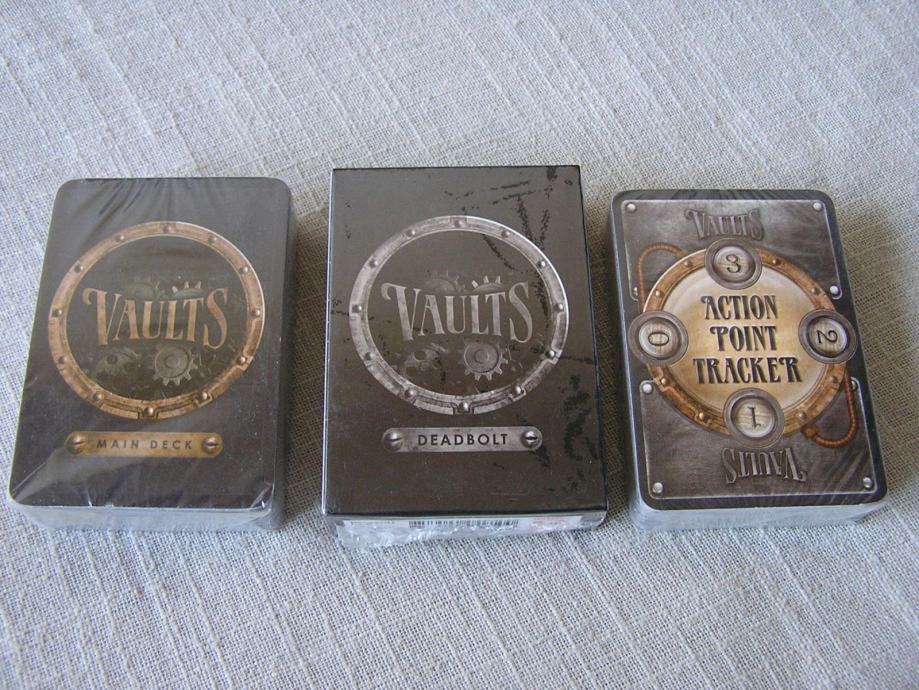 VAULTS
MAIN DECK
VAULTS
DEADBOLT
VAULTS
3
ACTION
POINT
TRACKER
0
2
1
VAULTS